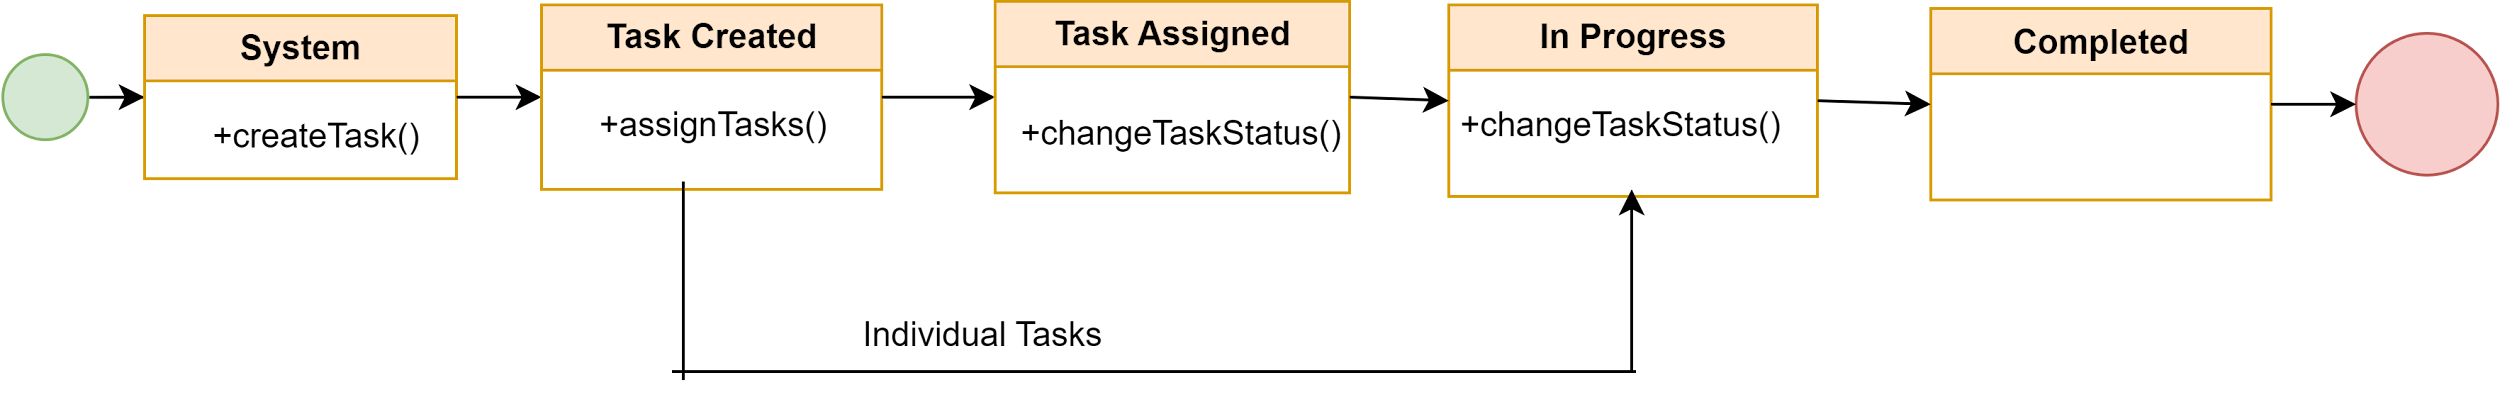 System
+createTask()
Task Created
+assignTasks()
Task Assigned
+changeTaskStatus()
In Progress
+changeTaskStatus()
Completed
Individual Tasks